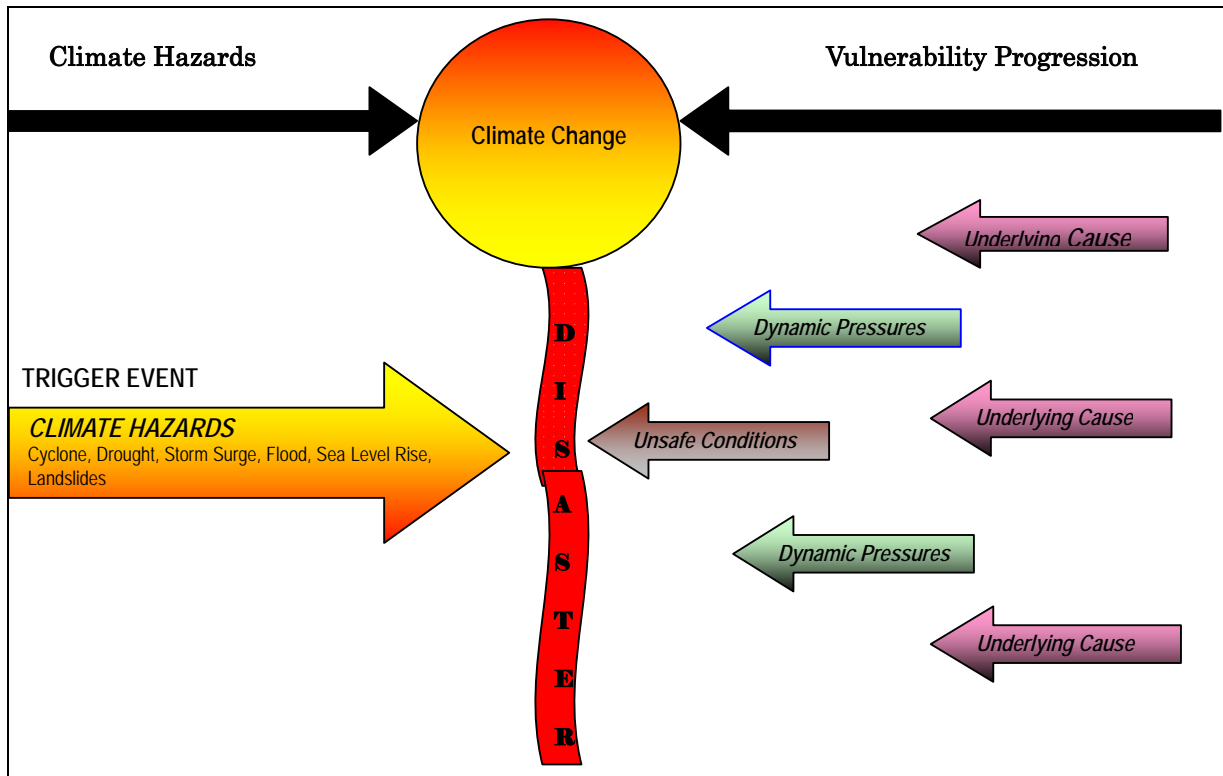 Climate Hazards
Vulnerability Progression
Climate Change
Underlying Cause
Dynamic Pressures
D
I
S
A
S
T
E
R
TRIGGER EVENT
CLIMATE HAZARDS
Cyclone, Drought, Storm Surge, Flood, Sea Level Rise,
Landslides
Unsafe Conditions
Underlying Cause
Dynamic Pressures
Underlying Cause